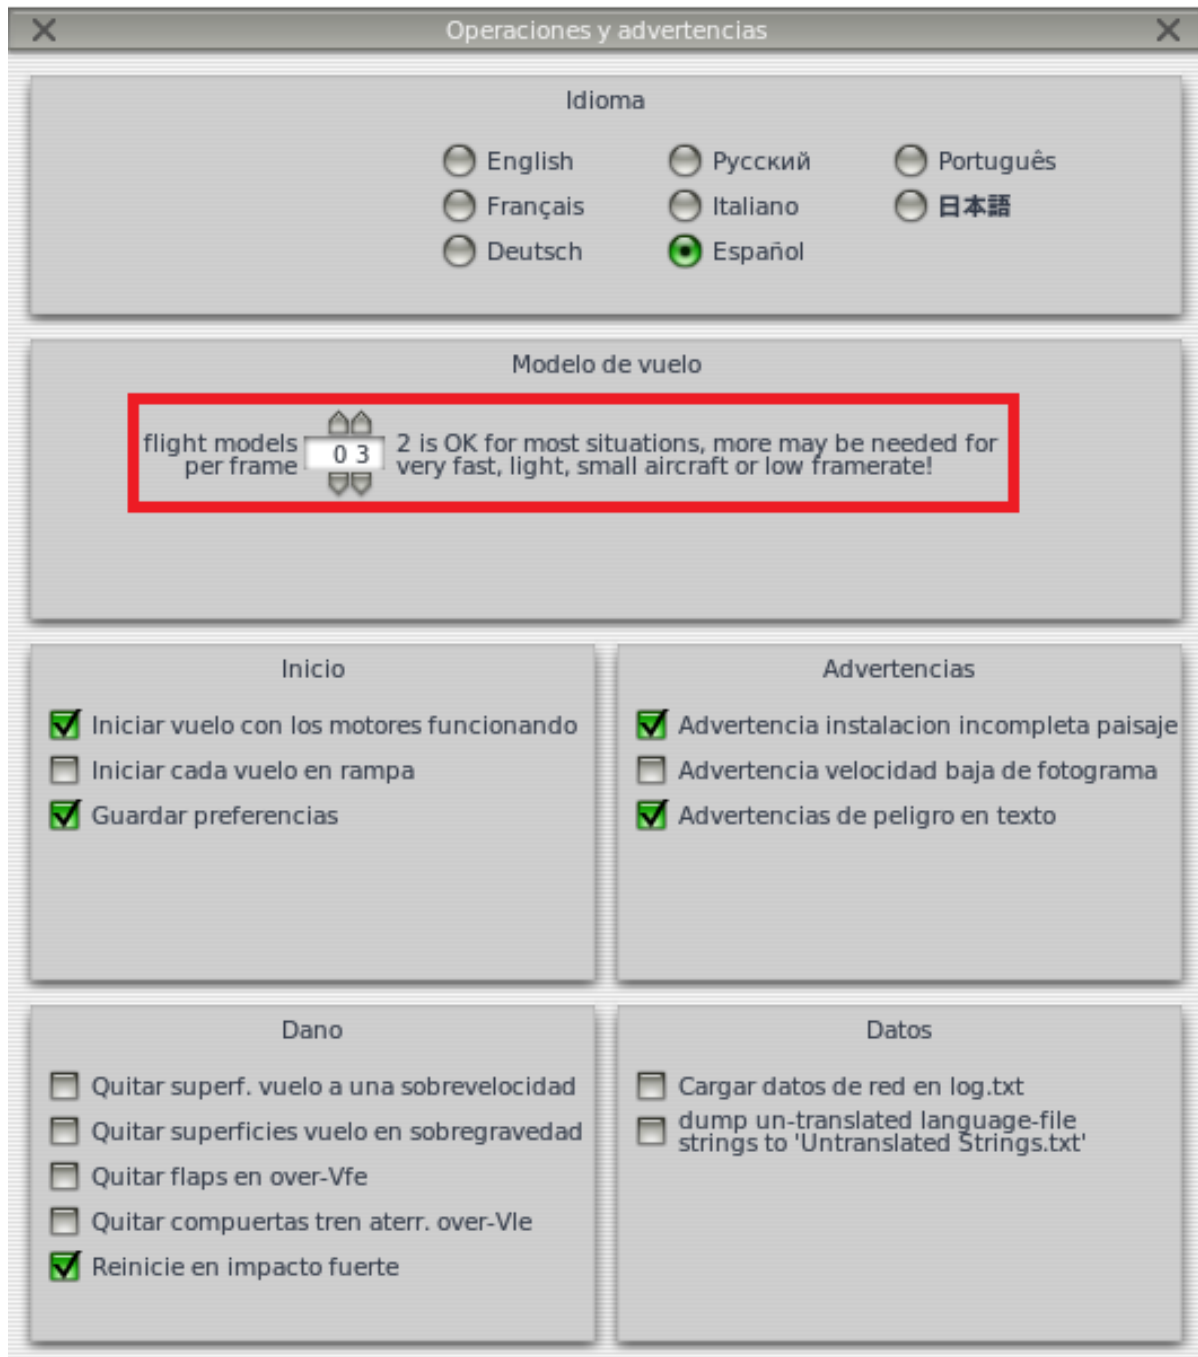 Operaciones y advertencias
Idioma
English
Русский
Português
Français
Italiano
日本語
Deutsch
Español
Modelo de vuelo
flight models
per frame
0 3
2 is OK for most situations, more may be needed for
very fast, light, small aircraft or low framerate!
Inicio
Iniciar vuelo con los motores funcionando
Iniciar cada vuelo en rampa
Guardar preferencias
Advertencias
Advertencia instalacion incompleta paisaje
Advertencia velocidad baja de fotograma
Advertencias de peligro en texto
Dano
Quitar superf. vuelo a una sobrevelocidad
Quitar superficies vuelo en sobregravedad
Quitar flaps en over-Vfe
Quitar compuertas tren aterr. over-Vle
Reinicie en impacto fuerte
Datos
Cargar datos de red en log.txt
dump un-translated language-file
strings to 'Untranslated Strings.txt'